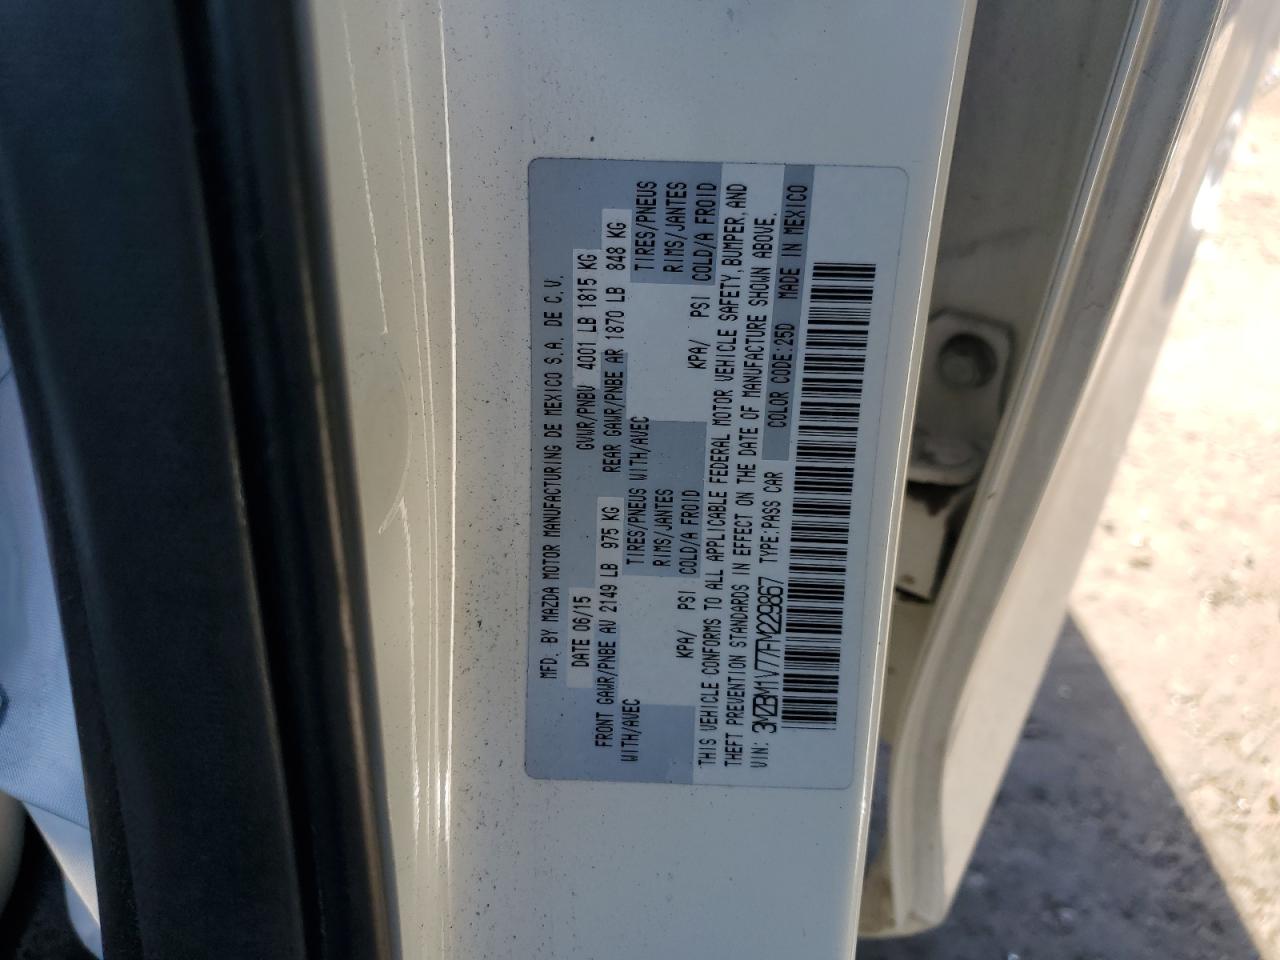 MFD. BY MAZDA MOTOR MANUFACTURING DE MEXICO S.A. DE C.V.
DATE 06/15 GVWR/PNBV 4001 LB 1815 KG
FRONT GAWR/PNBE AV 2149 LB 975 KG REAR GAWR/PNBE AR 1870 LB 848 KG
WITH/AVEC TIRES/PNEUS WITH/AVEC TIRES/PNEUS
RIMS/JANTES RIMS/JANTES
KPA/ PSI COLD/A FROID KPA/ PSI COLD/A FROID
THIS VEHICLE CONFORMS TO ALL APPLICABLE FEDERAL MOTOR VEHICLE SAFETY, BUMPER, AND
THEFT PREVENTION STANDARDS IN EFFECT ON THE DATE OF MANUFACTURE SHOWN ABOVE.
VIN: 3MZBM1V77FM229867 TYPE:PASS CAR COLOR CODE:25D MADE IN MEXICO